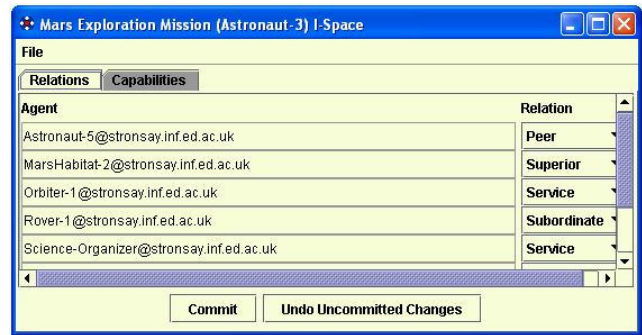 Mars Exploration Mission (Astronaut-3) I-Space
File
Relations Capabilities
Agent Relation
Astronaut-5@stronsay.inf.ed.ac.uk Peer
MarsHabitat-2@stronsay.inf.ed.ac.uk Superior
Orbiter-1@stronsay.inf.ed.ac.uk Service
Rover-1@stronsay.inf.ed.ac.uk Subordinate
Science-Organizer@stronsay.inf.ed.ac.uk Service
Commit Undo Uncommitted Changes